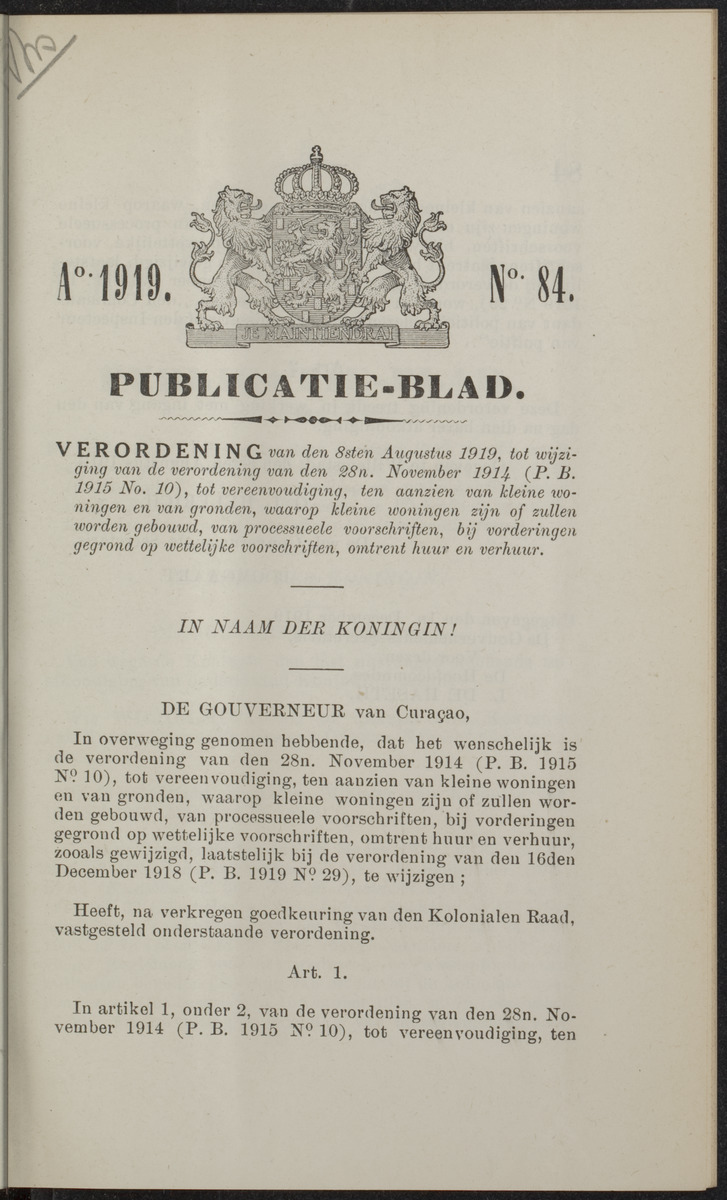 Aº. 1919.
Nº. 84.
JE MAINTIENDRAI
PUBLICATIE-BLAD.
VERORDENING van den 8sten Augustus 1919, tot wijzi-
ging van de verordening van den 28n. November 1914 (P. B.
1915 No. 10), tot vereenvoudiging, ten aanzien van kleine wo-
ningen en van gronden, waarop kleine woningen zijn of zullen
worden gebouwd, van processueele voorschriften, bij vorderingen
gegrond op wettelijke voorschriften, omtrent huur en verhuur.
IN NAAM DER KONINGIN!
DE GOUVERNEUR van Curaçao,
In overweging genomen hebbende, dat het wenschelijk is
de verordening van den 28n. November 1914 (P. B. 1915
Nº 10), tot vereenvoudiging, ten aanzien van kleine woningen
en van gronden, waarop kleine woningen zijn of zullen wor-
den gebouwd, van processueele voorschriften, bij vorderingen
gegrond op wettelijke voorschriften, omtrent huur en verhuur,
zooals gewijzigd, laatstelijk bij de verordening van den 16den
December 1918 (P. B. 1919 Nº 29), te wijzigen ;
Heeft, na verkregen goedkeuring van den Kolonialen Raad,
vastgesteld onderstaande verordening.
Art. 1.
In artikel 1, onder 2, van de verordening van den 28n. No-
vember 1914 (P. B. 1915 Nº 10), tot vereenvoudiging, ten